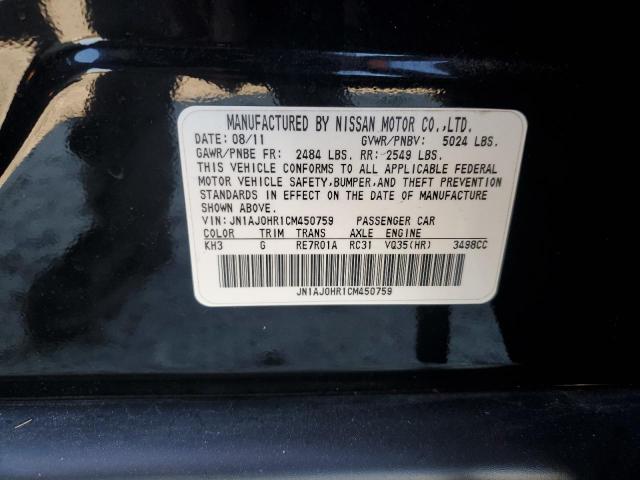 MANUFACTURED BY NISSAN MOTOR CO.,LTD.
DATE: 08/11 GVWR/PNBV: 5024 LBS.
GAWR/PNBE FR: 2484 LBS. RR: 2549 LBS.
THIS VEHICLE CONFORMS TO ALL APPLICABLE FEDERAL
MOTOR VEHICLE SAFETY, BUMPER, AND THEFT PREVENTION
STANDARDS IN EFFECT ON THE DATE OF MANUFACTURE
SHOWN ABOVE.
VIN: JN1AJ0HR1CM450759 PASSENGER CAR
COLOR TRIM TRANS AXLE ENGINE
KH3 G RE7R01A RC31 VQ35(HR) 3498CC
JN1AJ0HR1CM450759